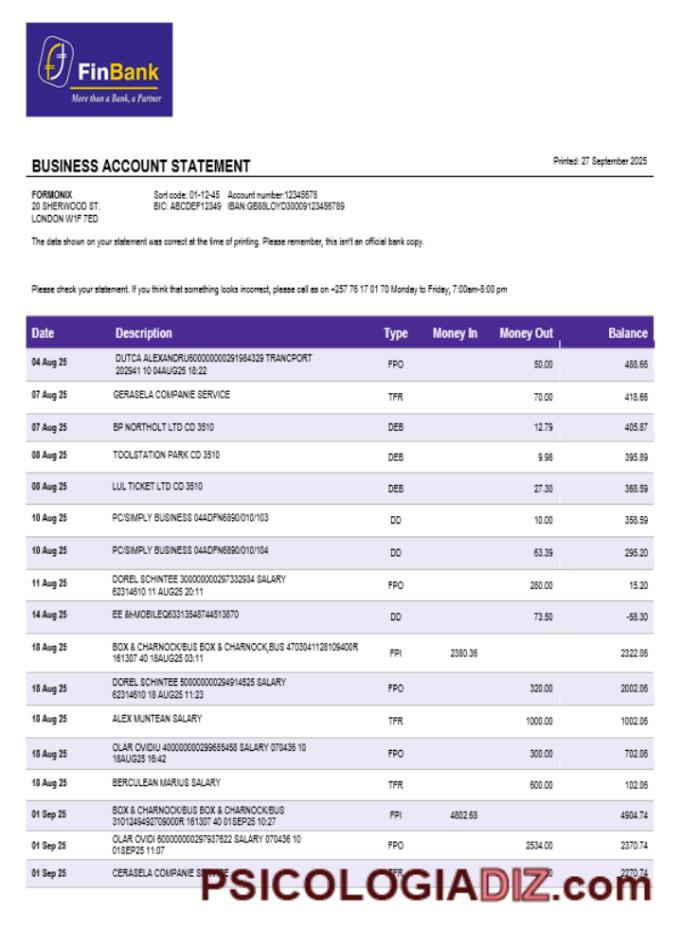 FinBank
More than a Bank, a Partner
BUSINESS ACCOUNT STATEMENT
Printed: 27 September 2025
FORMONIX Sort code: 01-12-45 Account number:12345678
20 SHERWOOD ST. BIC: ABCDEF12349 IBAN:GB88LOYD30009123456789
LONDON W1F 7ED
The data shown on your statement was correct at the time of printing. Please remember, this isn't an official bank copy.
Please check your statement. If you think that something looks incorrect, please call as on +257 76 17 01 70 Monday to Friday, 7:00am-8:00 pm
Date Description Type Money In Money Out Balance
04 Aug 25 DUTCA ALEXANDRU600000000291984329 TRANCPORT
202941 10 04AUG25 18:22 FPO 50.00 488.66
07 Aug 25 GERASELA COMPANIE SERVICE TFR 70.00 418.66
07 Aug 25 BP NORTHOLT LTD CD 3510 DEB 12.79 405.87
08 Aug 25 TOOLSTATION PARK CD 3510 DEB 9.98 395.89
08 Aug 25 LUL TICKET LTD CD 3510 DEB 27.30 368.59
10 Aug 25 PC/SIMPLY BUSINESS 04ADFN6890/010/103 DD 10.00 358.59
10 Aug 25 PC/SIMPLY BUSINESS 04ADFN6890/010/104 DD 63.39 295.20
11 Aug 25 DOREL SCHINTEE 300000000297332934 SALARY
62314610 11 AUG25 20:11 FPO 280.00 15.20
14 Aug 25 EE &I-MOBILEQ63313548744513870 DD 73.50 -58.30
18 Aug 25 BOX & CHARNOCK/BUS BOX & CHARNOCK,BUS 4703041128109400R
161307 40 18AUG25 03:11 FPI 2380.36 2322.06
18 Aug 25 DOREL SCHINTEE 500000000294914525 SALARY
62314610 18 AUG25 11:23 FPO 320.00 2002.06
18 Aug 25 ALEX MUNTEAN SALARY TFR 1000.00 1002.06
18 Aug 25 OLAR OVIDIU 400000000299685458 SALARY 070436 10
18AUG25 16:42 FPO 300.00 702.06
18 Aug 25 BERCULEAN MARIUS SALARY TFR 600.00 102.06
01 Sep 25 BOX & CHARNOCK/BUS BOX & CHARNOCK/BUS
3101249492709000R 161307 40 01SEP25 10:27 FPI 4802.68 4904.74
01 Sep 25 OLAR OVIDI 600000000297937622 SALARY 070436 10
01SEP25 11:07 FPO 2534.00 2370.74
01 Sep 25 CERASELA COMPANIE TFR 2270.74
PSICOLOGIADIZ.com